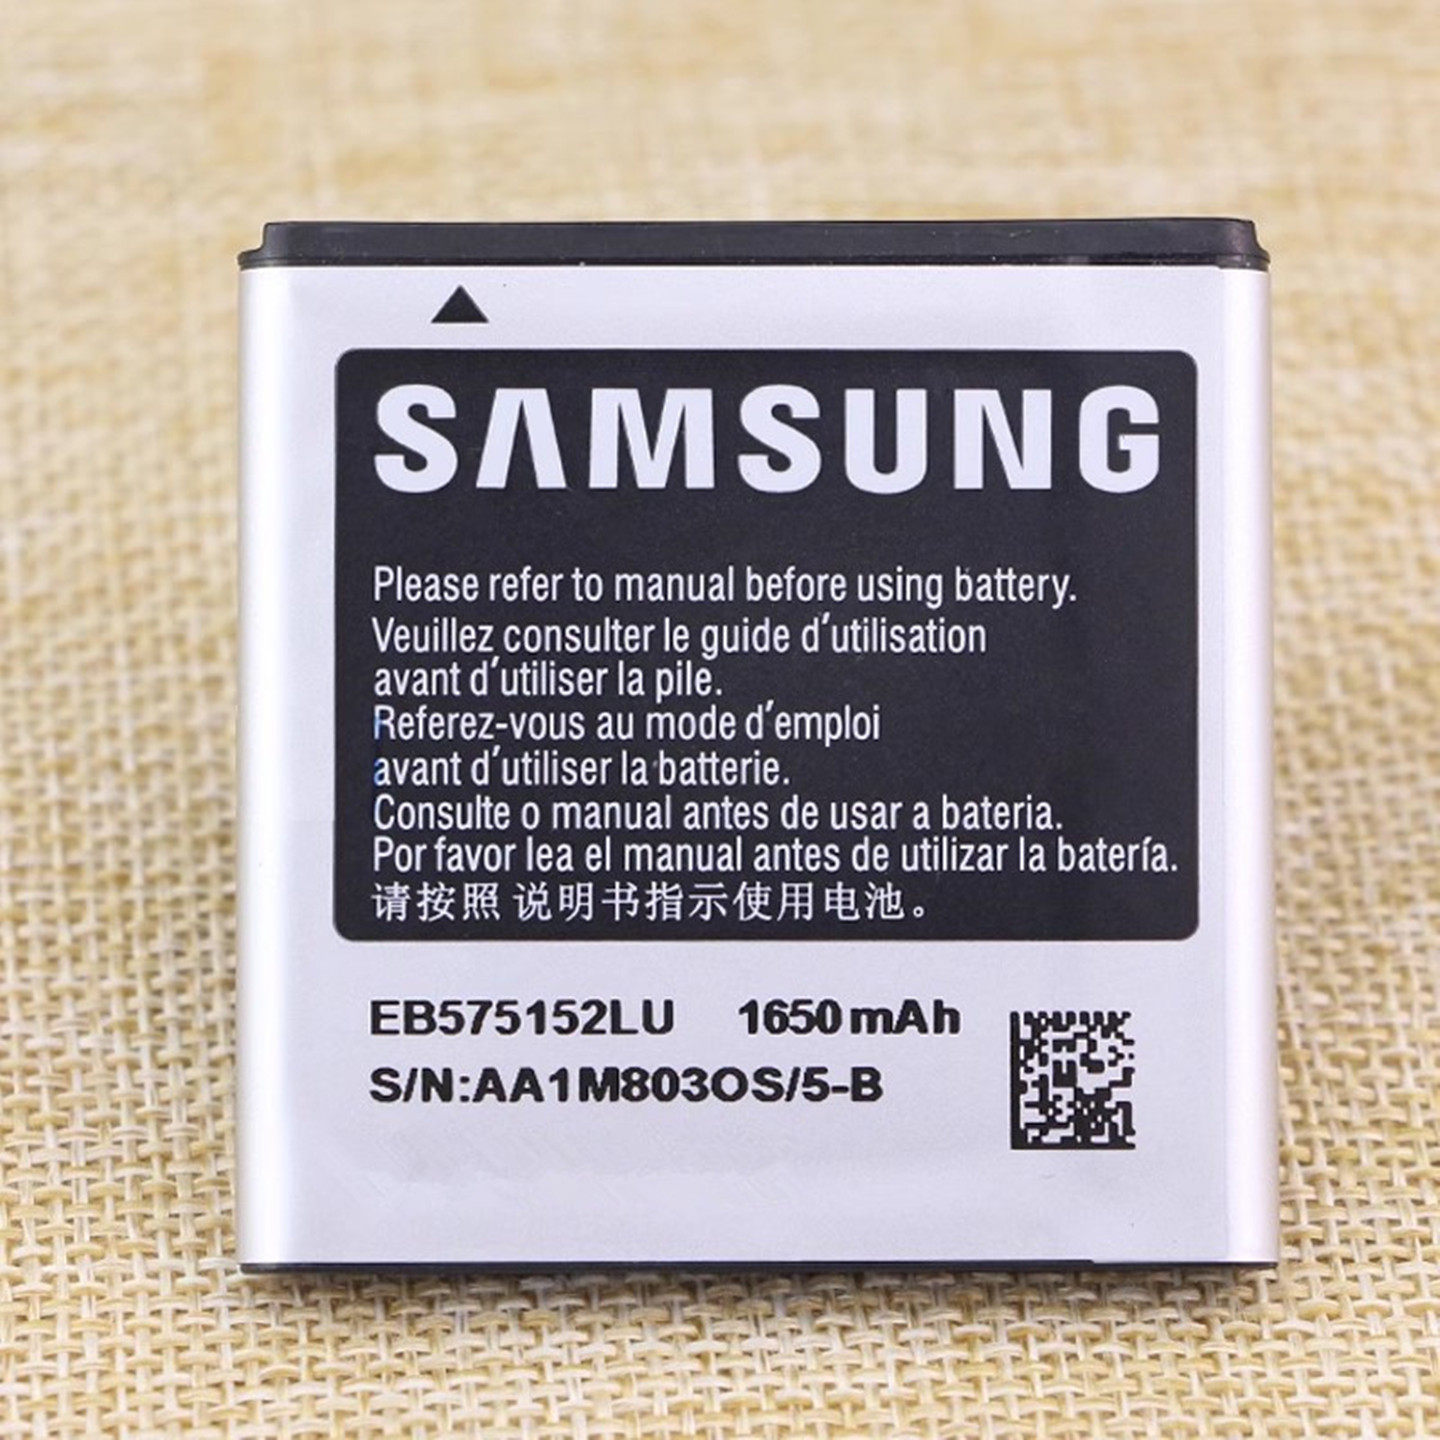 SAMSUNG
Please refer to manual before using battery.
Veuillez consulter le guide d'utilisation
avant d'utiliser la pile.
Referez-vous au mode d'emploi
avant d'utiliser la batterie.
Consulte o manual antes de usar a bateria.
Por favor lea el manual antes de utilizar la batería.
请按照 说明书指示使用电池。
EB575152LU 1650 mAh
S/N:AA1M803OS/5-B